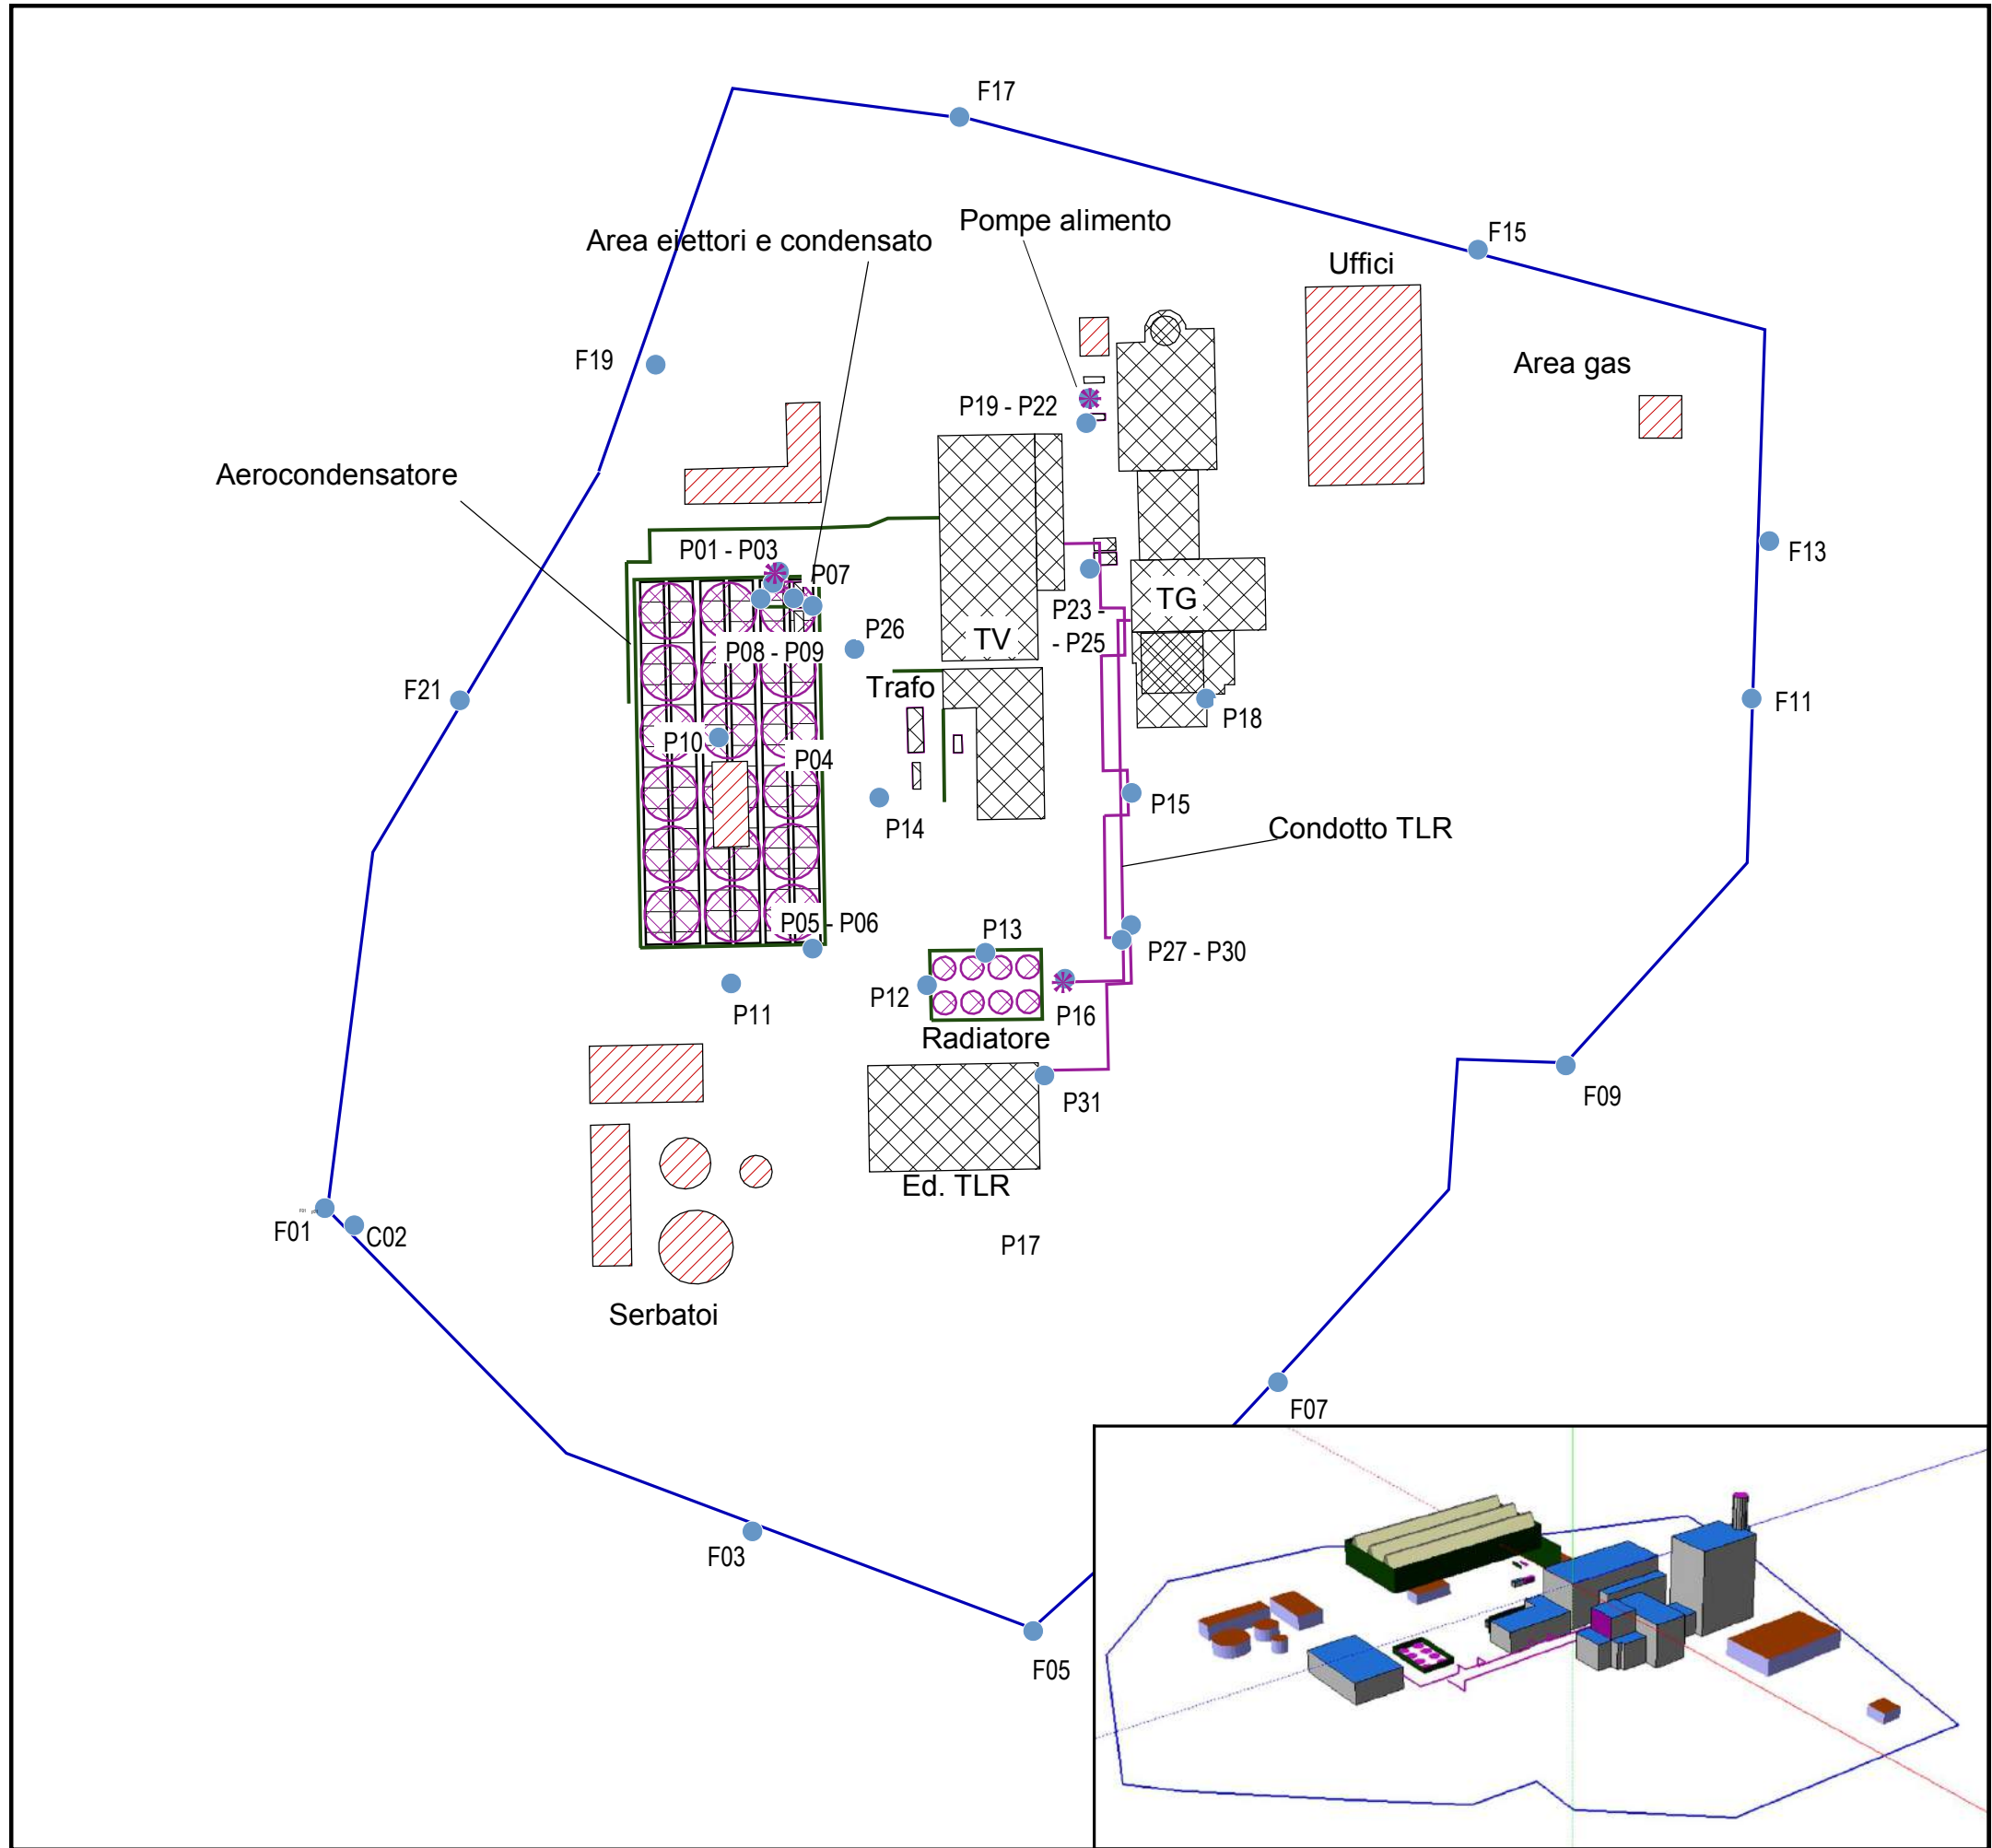 F17
Pompe alimento
Area eiettori e condensato
F15
Uffici
F19
Area gas
P19 - P22
Aerocondensatore
P01 - P03
F13
P07
TG
P23 -
P26
TV
- P25
P08 - P09
Trafo
F21
F11
P18
P10
P04
P15
P14
Condotto TLR
P05 - P06
P13
P27 - P30
P12
P11
P16
Radiatore
F09
P31
Ed. TLR
F01
C02
P17
Serbatoi
F07
F03
F05